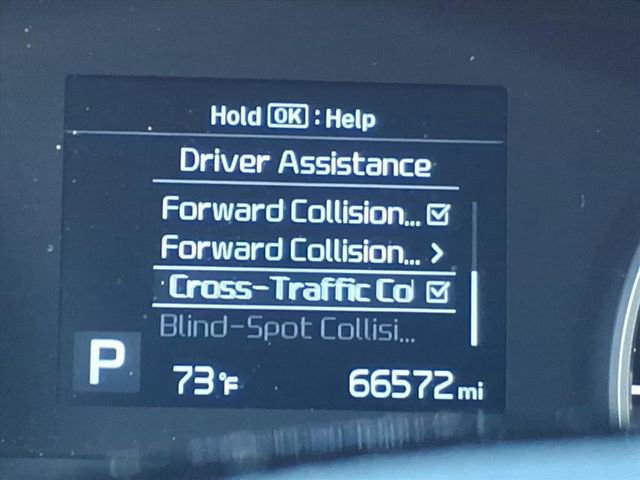 Hold OK : Help
Driver Assistance
Forward Collision...
Forward Collision... >
Cross-Traffic Co
Blind-Spot Collisi...
P
73°F 66572 mi